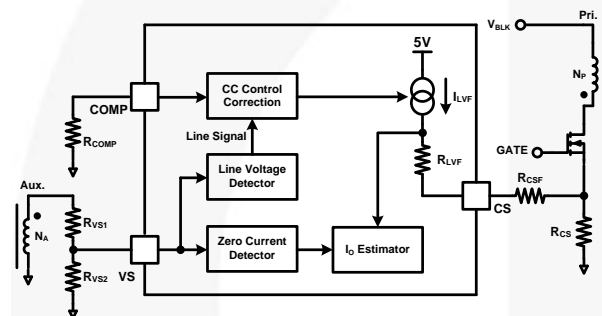 Pri.
VBLK
5V
NP
COMP
CC Control
Correction
ILVF
RCOMP
Line Signal
GATE
RLVF
Aux.
Line Voltage
Detector
RCSF
CS
RVS1
NA
RCS
Zero Current
Detector
IO Estimator
RVS2
VS